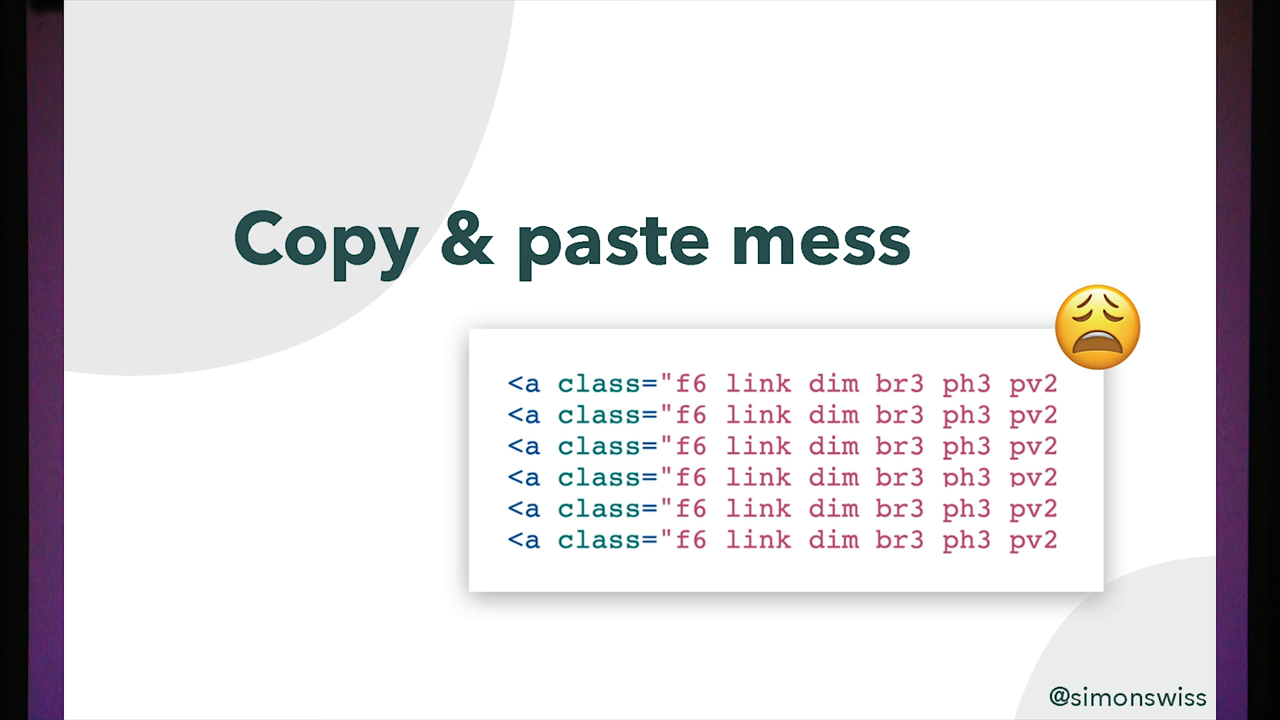 Copy & paste mess
<a class="f6 link dim br3 ph3 pv2
<a class="f6 link dim br3 ph3 pv2
<a class="f6 link dim br3 ph3 pv2
<a class="f6 link dim br3 ph3 pv2
<a class="f6 link dim br3 ph3 pv2
<a class="f6 link dim br3 ph3 pv2
@simonswiss